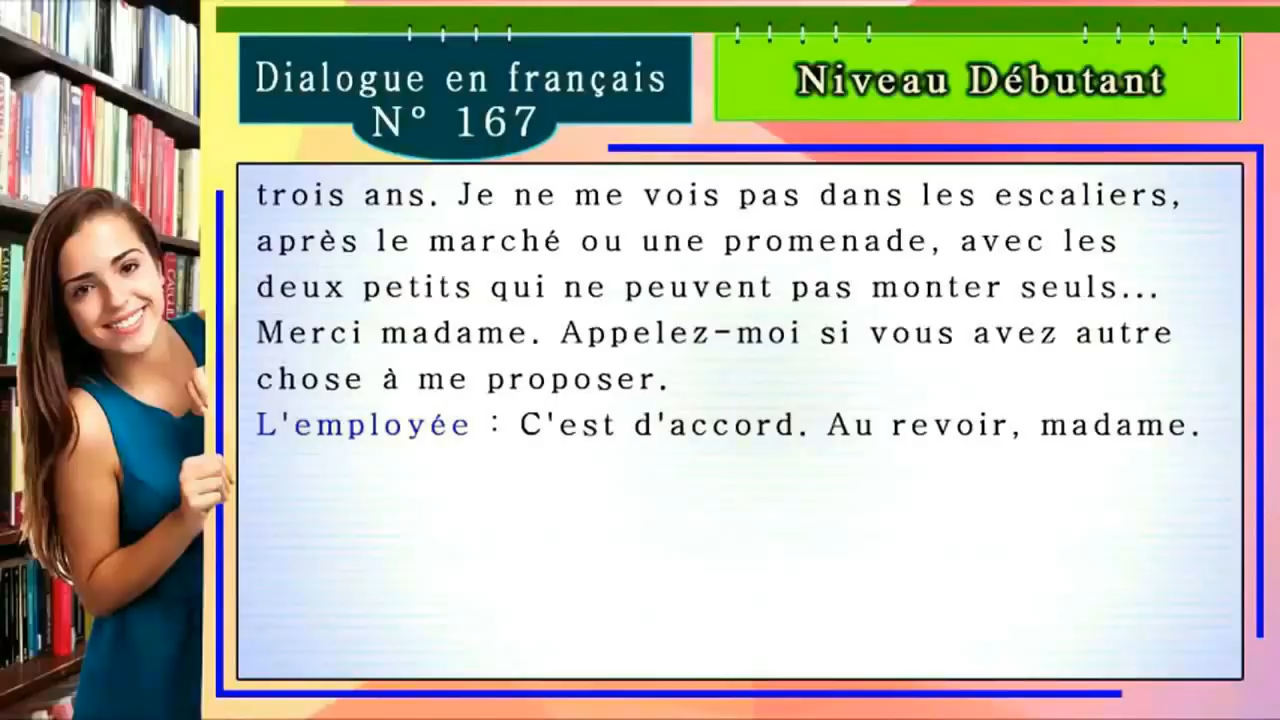 Dialogue en français
N° 167
Niveau Débutant
trois ans. Je ne me vois pas dans les escaliers,
après le marché ou une promenade, avec les
deux petits qui ne peuvent pas monter seuls...
Merci madame. Appelez-moi si vous avez autre
chose à me proposer.
L'employée : C'est d'accord. Au revoir, madame.